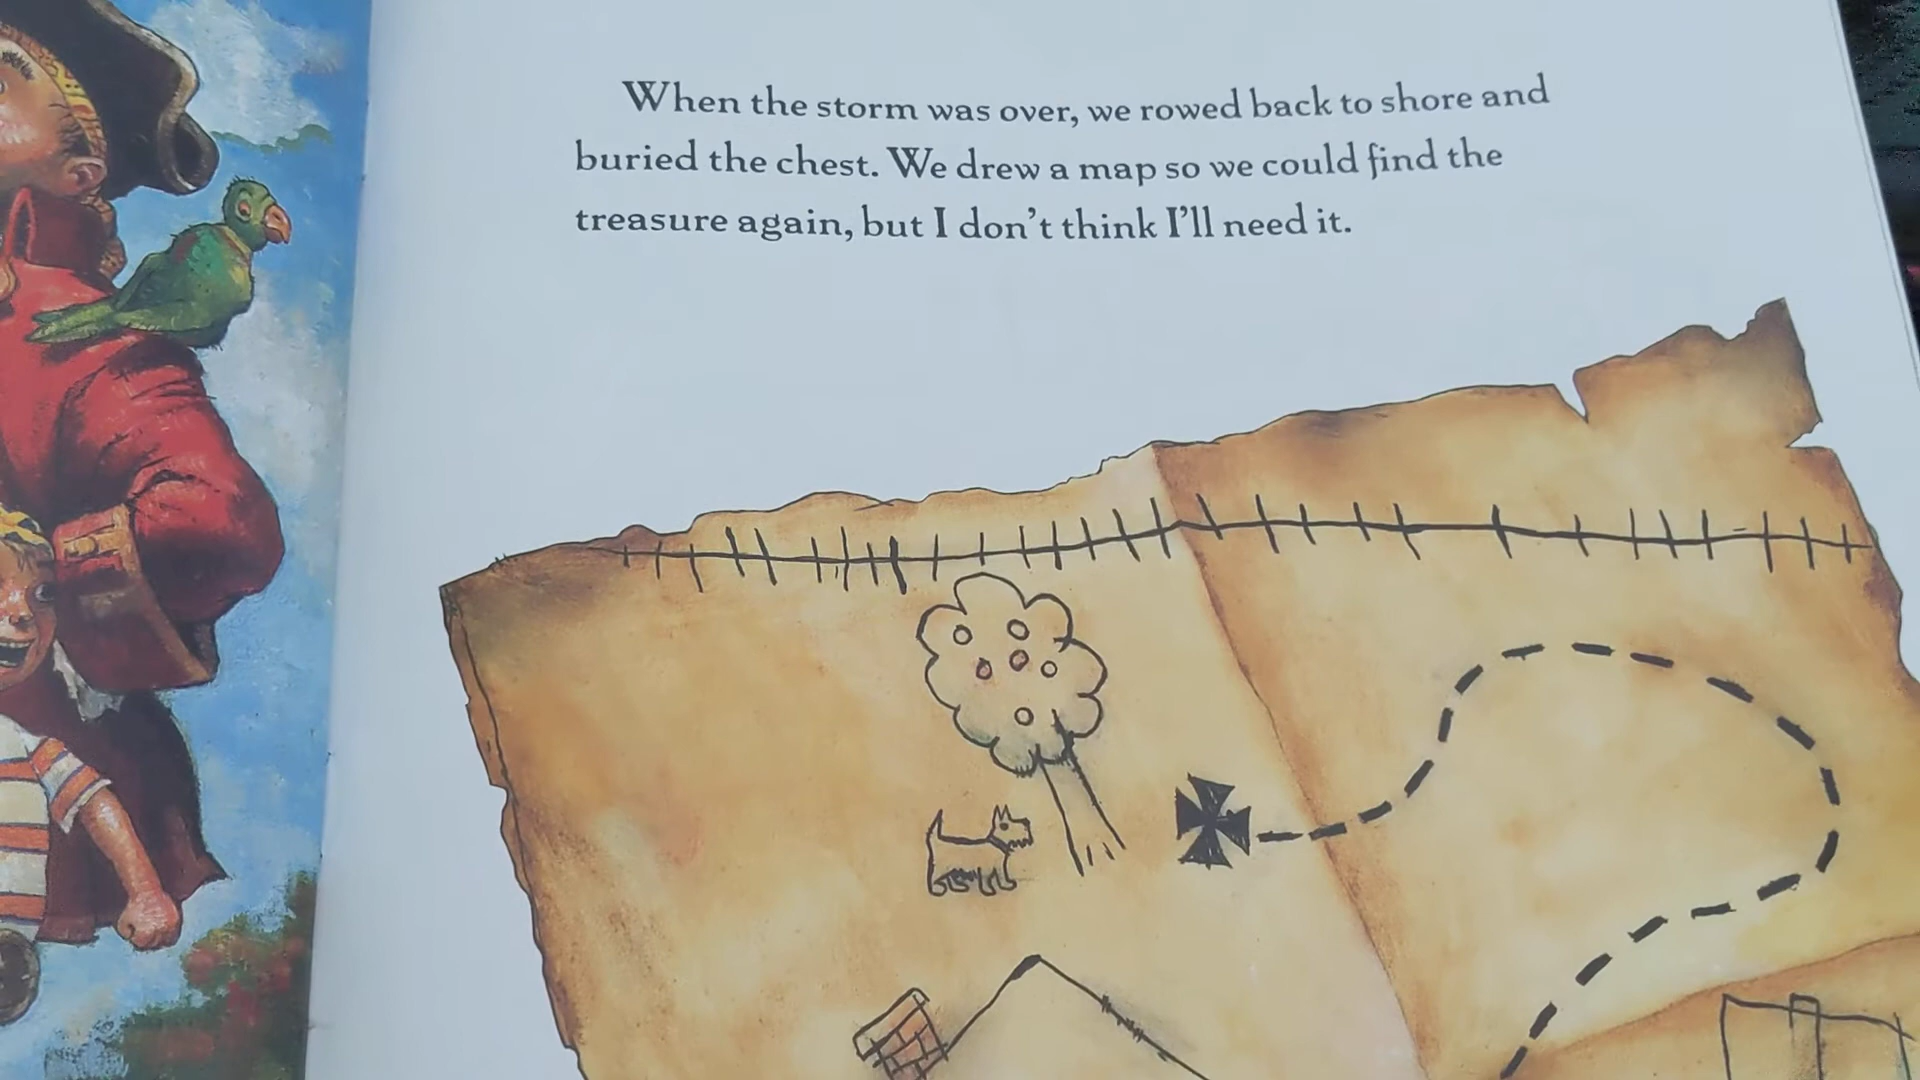 When the storm was over, we rowed back to shore and
buried the chest. We drew a map so we could find the
treasure again, but I don't think I'll need it.